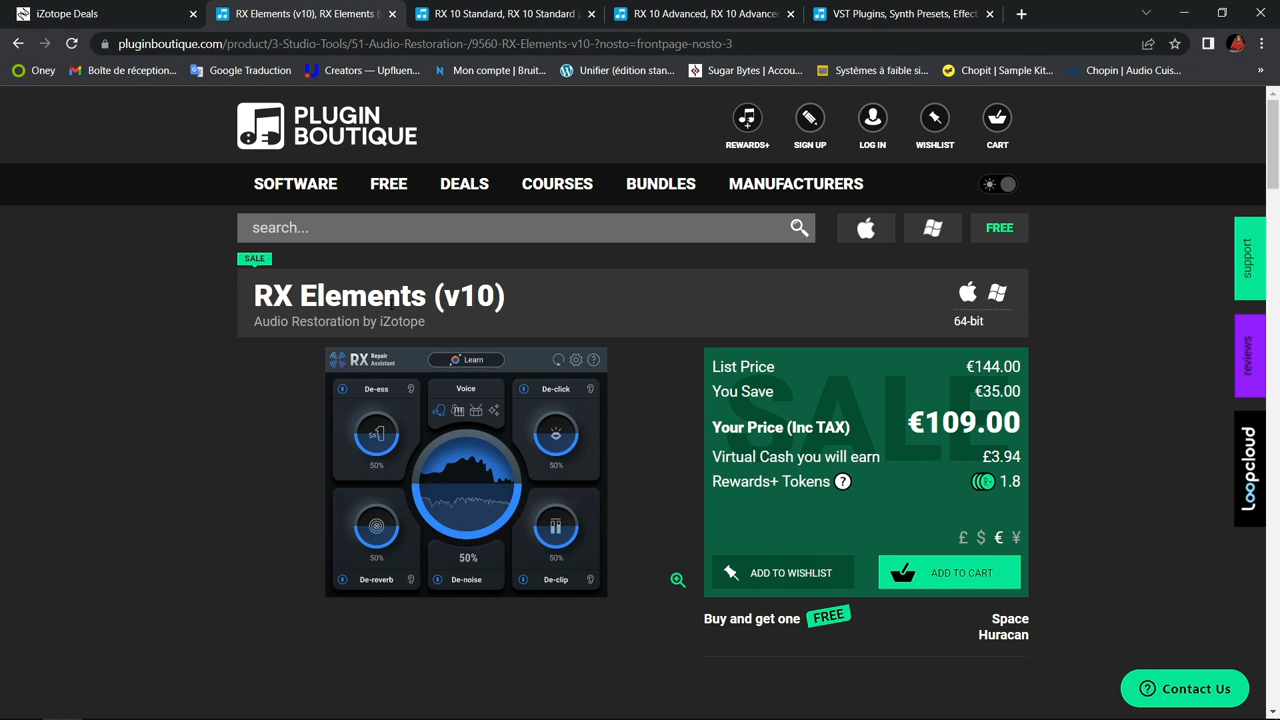 iZotope Deals
RX Elements (v10), RX Elements (
RX 10 Standard, RX 10 Standard
RX 10 Advanced, RX 10 Advance
VST Plugins, Synth Presets, Effect
pluginboutique.com/product/3-Studio-Tools/51-Audio-Restoration-/9560-RX-Elements-v10-?nosto=frontpage-nosto-3
Oney
Boîte de réception...
Google Traduction
Creators — Upfluen...
Mon compte | Bruit...
Unifier (édition stan...
Sugar Bytes | Accou...
Systèmes à faible si...
Chopit | Sample Kit...
Chopin | Audio Cuis...
»
PLUGIN
BOUTIQUE
REWARDS+
SIGN UP
LOG IN
WISHLIST
CART
SOFTWARE
FREE
DEALS
COURSES
BUNDLES
MANUFACTURERS
search...
FREE
SALE
RX Elements (v10)
Audio Restoration by iZotope
64-bit
RX Repair Assistant
Learn
De-ess
Voice
De-click
50%
50%
50%
50%
50%
De-reverb
De-noise
De-clip
SALE
List Price €144.00
You Save €35.00
Your Price (Inc TAX) €109.00
Virtual Cash you will earn £3.94
Rewards+ Tokens ? 1.8
£ $ € ¥
ADD TO WISHLIST
ADD TO CART
Buy and get one FREE
Space
Huracan
support
reviews
loopcloud
Contact Us